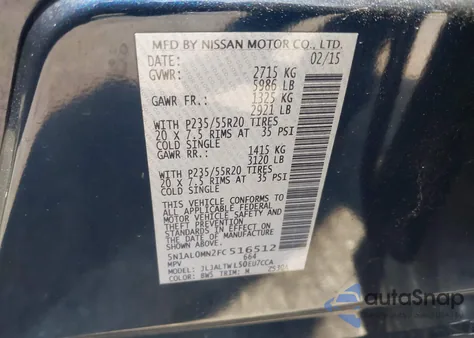 MFD BY NISSAN MOTOR CO., LTD.
DATE: 02/15
GVWR: 2715 KG
5986 LB
GAWR FR.: 1325 KG
2921 LB
WITH P235/55R20 TIRES
20 X 7.5 RIMS AT 35 PSI
COLD SINGLE
GAWR RR.: 1415 KG
3120 LB
WITH P235/55R20 TIRES
20 X 7.5 RIMS AT 35 PSI
COLD SINGLE
THIS VEHICLE CONFORMS TO
ALL APPLICABLE FEDERAL
MOTOR VEHICLE SAFETY
AND THEFT PREVENTION
STANDARDS IN EFFECT ON
THE DATE OF MANUFACTURE
SHOWN ABOVE.
5N1AL0MN2FC516512
MPV 664
MODEL:
COLOR: BW5 TRIM:
autoSnap